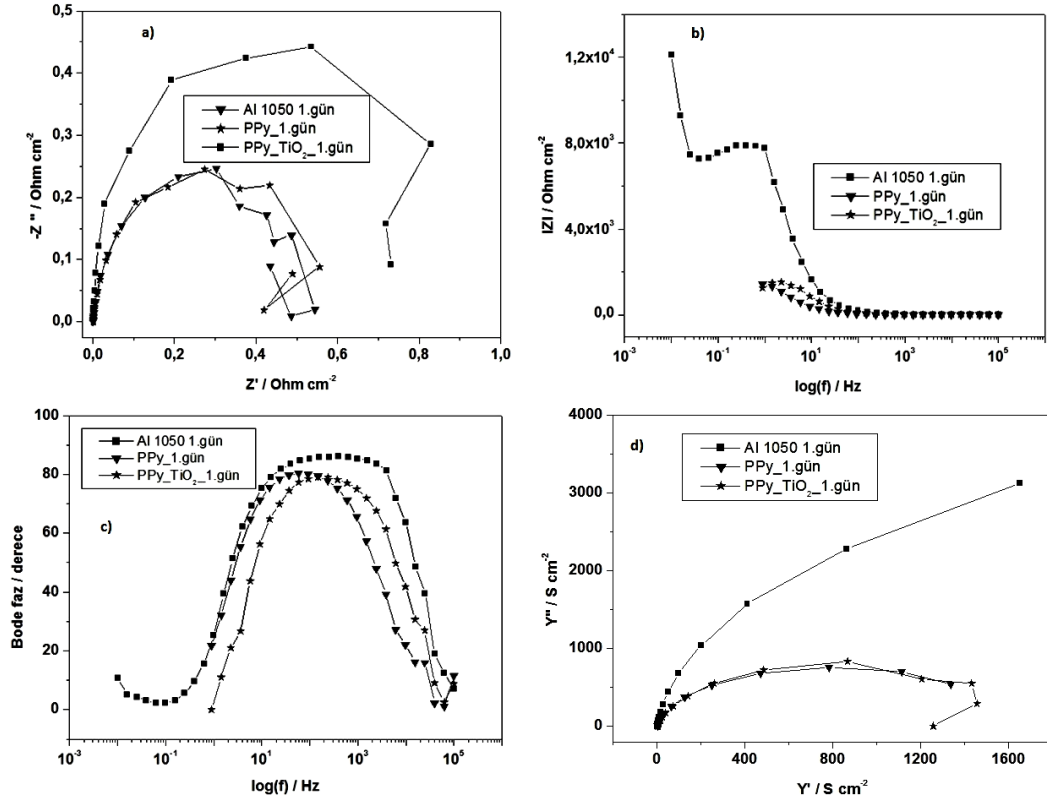 a)
0,5
0,4
0,3
0,2
0,1
0,0
-Z'' / Ohm cm-2
Al 1050 1.gün
PPy_1.gün
PPy_TiO2_1.gün
0,0 0,2 0,4 0,6 0,8 1,0
Z' / Ohm cm-2
b)
1,2x10⁴
8,0x10³
4,0x10³
0,0
IZI / Ohm cm-2
Al 1050 1.gün
PPy_1.gün
PPy_TiO2_1.gün
10⁻³ 10⁻¹ 10¹ 10³ 10⁵
log(f) / Hz
100
80
60
40
20
0
Bode faz / derece
Al 1050 1.gün
PPy_1.gün
PPy_TiO2_1.gün
c)
10⁻³ 10⁻¹ 10¹ 10³ 10⁵
log(f) / Hz
d)
4000
3000
2000
1000
0
Y'' / S cm-2
Al 1050 1.gün
PPy_1.gün
PPy_TiO2_1.gün
0 400 800 1200 1600
Y' / S cm-2